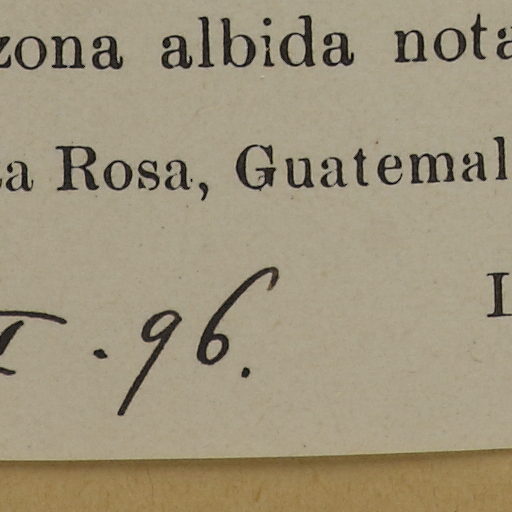 zona albida nota
a Rosa, Guatemal
I . 96.